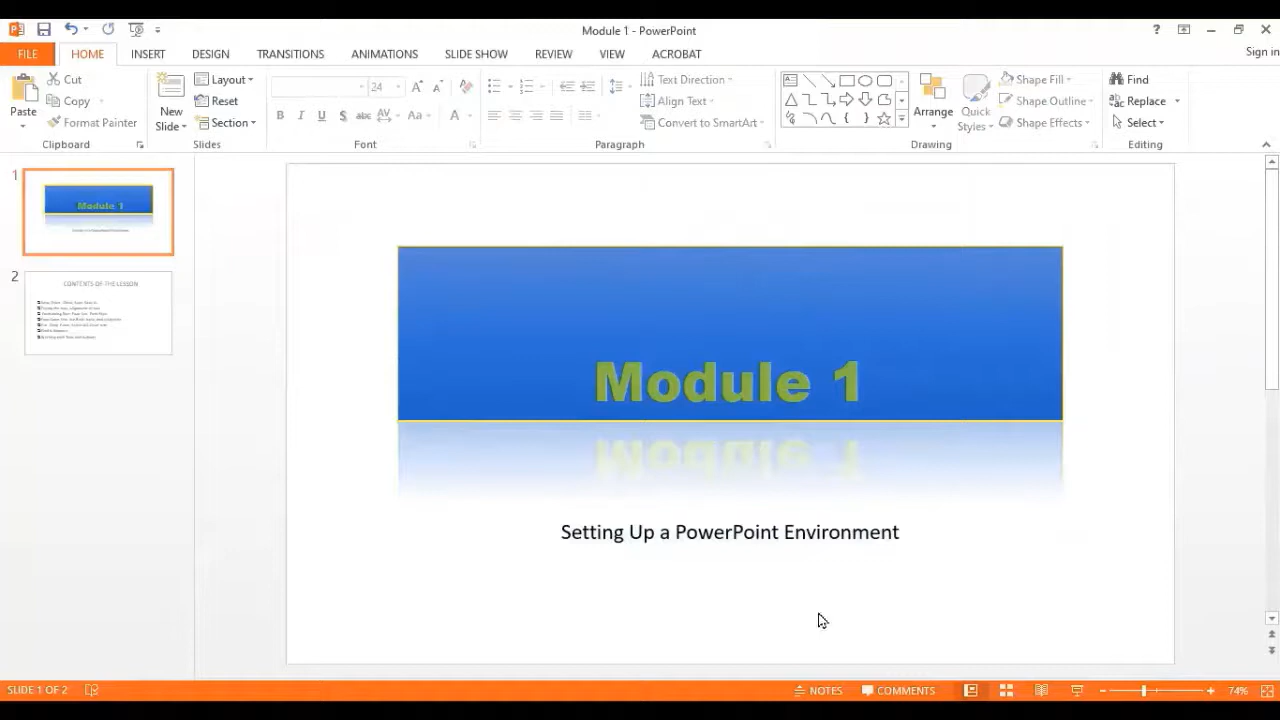 Module 1 - PowerPoint
Sign in
FILE HOME INSERT DESIGN TRANSITIONS ANIMATIONS SLIDE SHOW REVIEW VIEW ACROBAT
Paste
Cut
Copy
Format Painter
Clipboard
New
Slide
Layout
Reset
Section
Slides
24
Font
Text Direction
Align Text
Convert to SmartArt
Paragraph
Arrange
Quick
Styles
Shape Fill
Shape Outline
Shape Effects
Drawing
Find
Replace
Select
Editing
1
Module 1
2
CONTENTS OF THE LESSON
Module 1
Setting Up a PowerPoint Environment
SLIDE 1 OF 2
NOTES
COMMENTS
74%